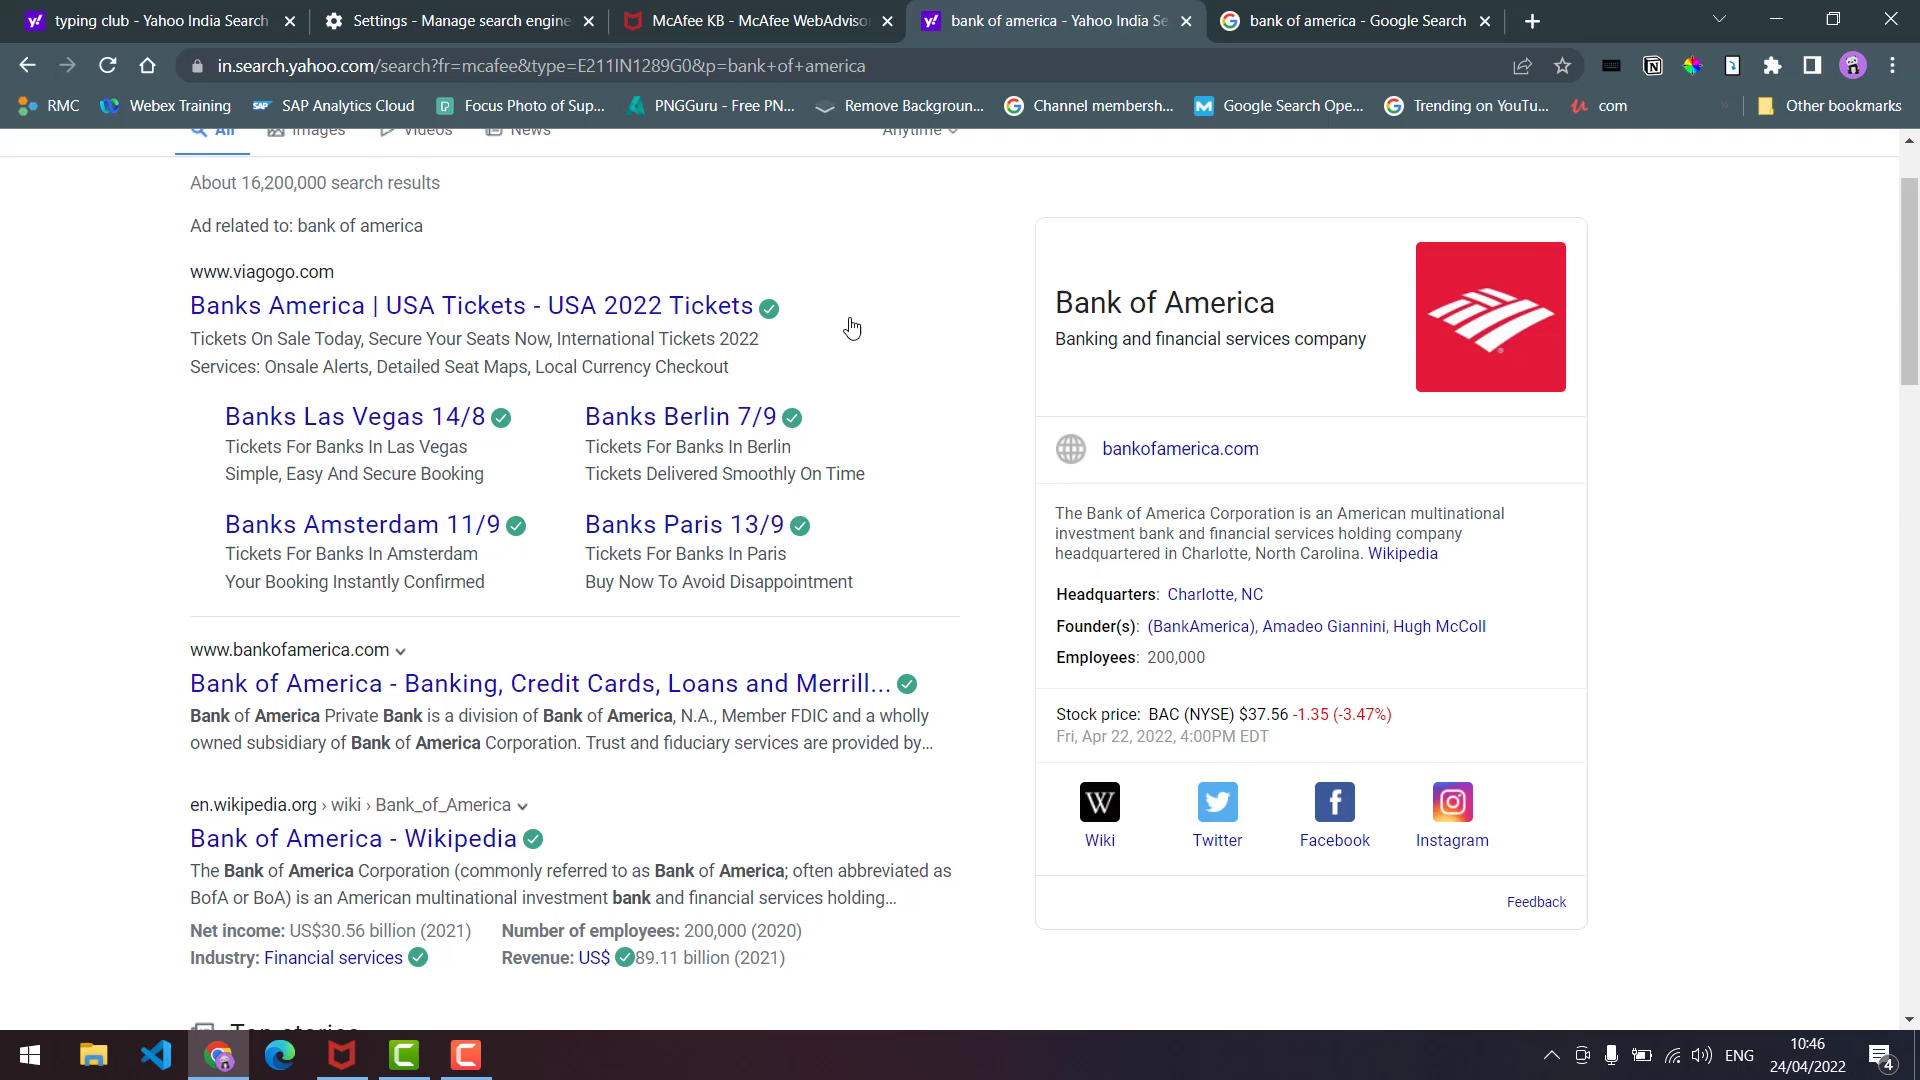 typing club - Yahoo India Search
Settings - Manage search engine
McAfee KB - McAfee WebAdvisor
bank of america - Yahoo India Se
bank of america - Google Search
in.search.yahoo.com/search?fr=mcafee&type=E211IN1289G0&p=bank+of+america
RMC
Webex Training
SAP Analytics Cloud
Focus Photo of Sup...
PNGGuru - Free PN...
Remove Backgroun...
Channel membersh...
Google Search Ope...
Trending on YouTu...
com
Other bookmarks
All
Images
Videos
News
Anytime
About 16,200,000 search results
Ad related to: bank of america
www.viagogo.com
Banks America | USA Tickets - USA 2022 Tickets
Tickets On Sale Today, Secure Your Seats Now, International Tickets 2022
Services: Onsale Alerts, Detailed Seat Maps, Local Currency Checkout
Banks Las Vegas 14/8
Tickets For Banks In Las Vegas
Simple, Easy And Secure Booking
Banks Berlin 7/9
Tickets For Banks In Berlin
Tickets Delivered Smoothly On Time
Banks Amsterdam 11/9
Tickets For Banks In Amsterdam
Your Booking Instantly Confirmed
Banks Paris 13/9
Tickets For Banks In Paris
Buy Now To Avoid Disappointment
www.bankofamerica.com
Bank of America - Banking, Credit Cards, Loans and Merrill...
Bank of America Private Bank is a division of Bank of America, N.A., Member FDIC and a wholly
owned subsidiary of Bank of America Corporation. Trust and fiduciary services are provided by...
en.wikipedia.org › wiki › Bank_of_America
Bank of America - Wikipedia
The Bank of America Corporation (commonly referred to as Bank of America; often abbreviated as
BofA or BoA) is an American multinational investment bank and financial services holding...
Net income: US$30.56 billion (2021)
Number of employees: 200,000 (2020)
Industry: Financial services
Revenue: US$ 89.11 billion (2021)
Top stories
Bank of America
Banking and financial services company
bankofamerica.com
The Bank of America Corporation is an American multinational
investment bank and financial services holding company
headquartered in Charlotte, North Carolina. Wikipedia
Headquarters: Charlotte, NC
Founder(s): (BankAmerica), Amadeo Giannini, Hugh McColl
Employees: 200,000
Stock price: BAC (NYSE) $37.56 -1.35 (-3.47%)
Fri, Apr 22, 2022, 4:00PM EDT
Wiki
Twitter
Facebook
Instagram
Feedback
ENG
10:46
24/04/2022
4